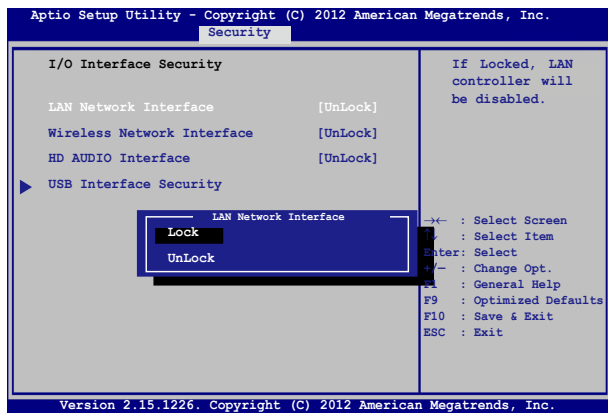 Aptio Setup Utility - Copyright (C) 2012 American Megatrends, Inc.
Security
I/O Interface Security
LAN Network Interface [UnLock]
Wireless Network Interface [UnLock]
HD AUDIO Interface [UnLock]
USB Interface Security
If Locked, LAN
controller will
be disabled.
LAN Network Interface
Lock
UnLock
→← : Select Screen
↑↓ : Select Item
Enter: Select
+/— : Change Opt.
F1 : General Help
F9 : Optimized Defaults
F10 : Save & Exit
ESC : Exit
Version 2.15.1226. Copyright (C) 2012 American Megatrends, Inc.